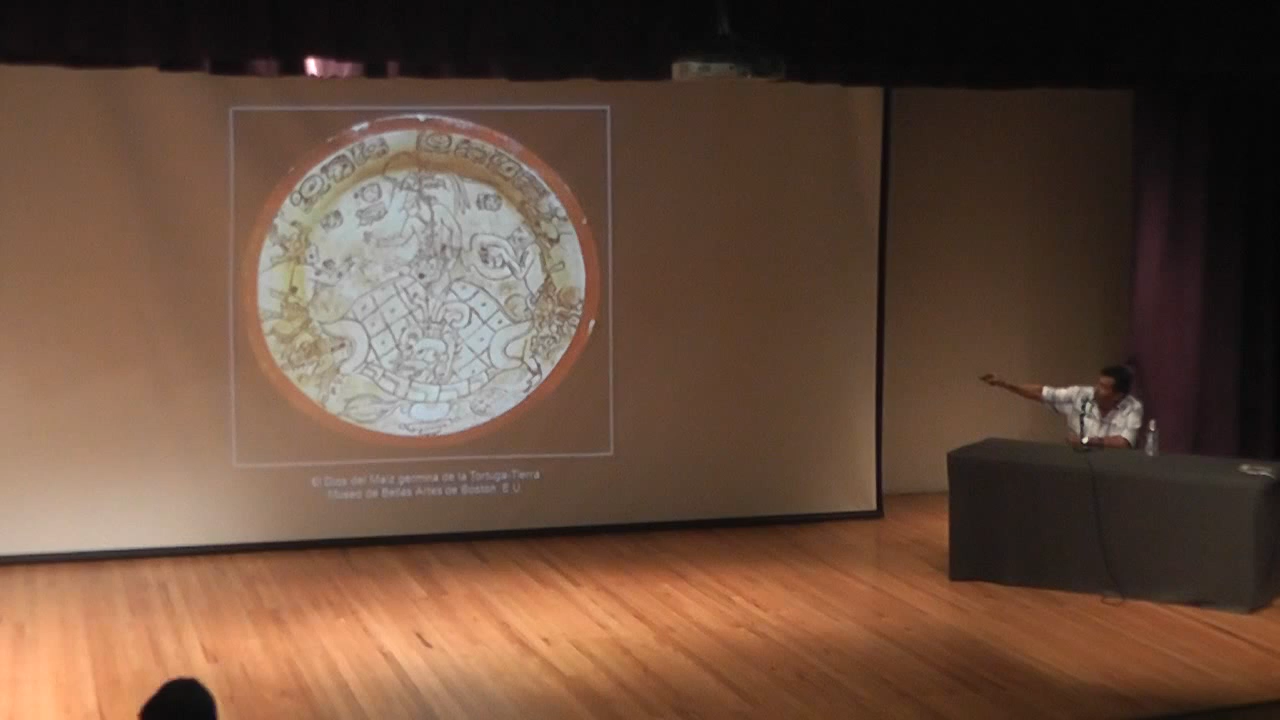 El Dios del Maíz germina de la Tortuga-Tierra
Museo de Bellas Artes de Boston. E.U.